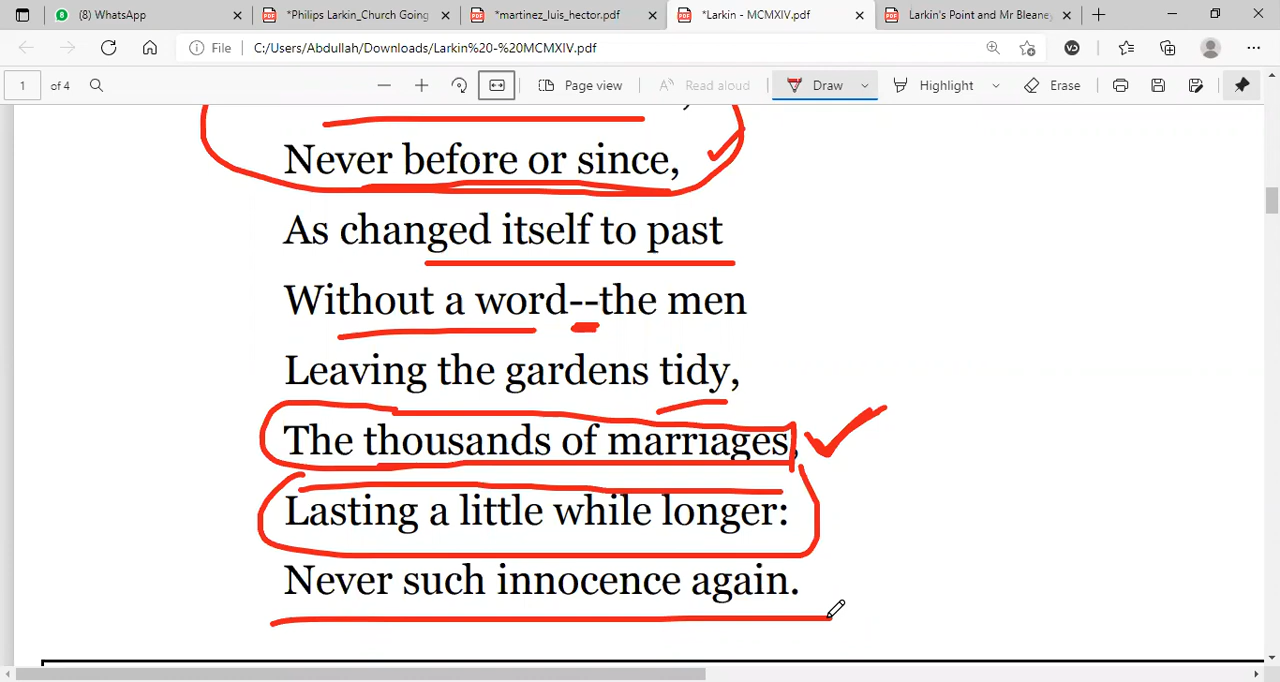 (8) WhatsApp
*Philips Larkin_Church Going
*martinez_luis_hector.pdf
*Larkin - MCMXIV.pdf
Larkin's Point and Mr Bleaney
File
C:/Users/Abdullah/Downloads/Larkin%20-%20MCMXIV.pdf
1 of 4
Page view
Read aloud
Draw
Highlight
Erase
Never before or since,
As changed itself to past
Without a word--the men
Leaving the gardens tidy,
The thousands of marriages,
Lasting a little while longer:
Never such innocence again.